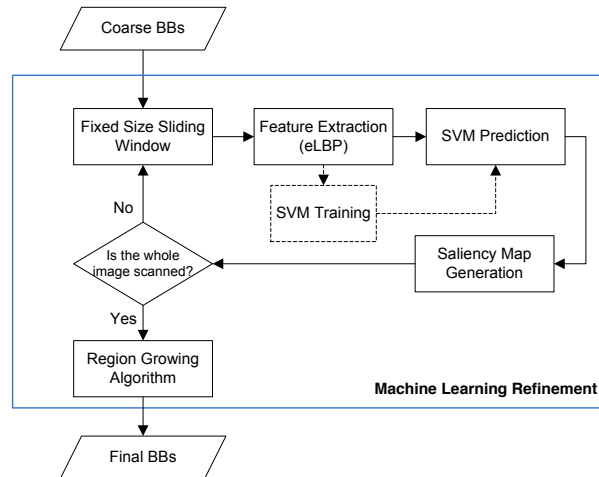 Coarse BBs
Fixed Size Sliding
Window
Feature Extraction
(eLBP)
SVM Prediction
SVM Training
No
Is the whole
image scanned?
Saliency Map
Generation
Yes
Region Growing
Algorithm
Machine Learning Refinement
Final BBs